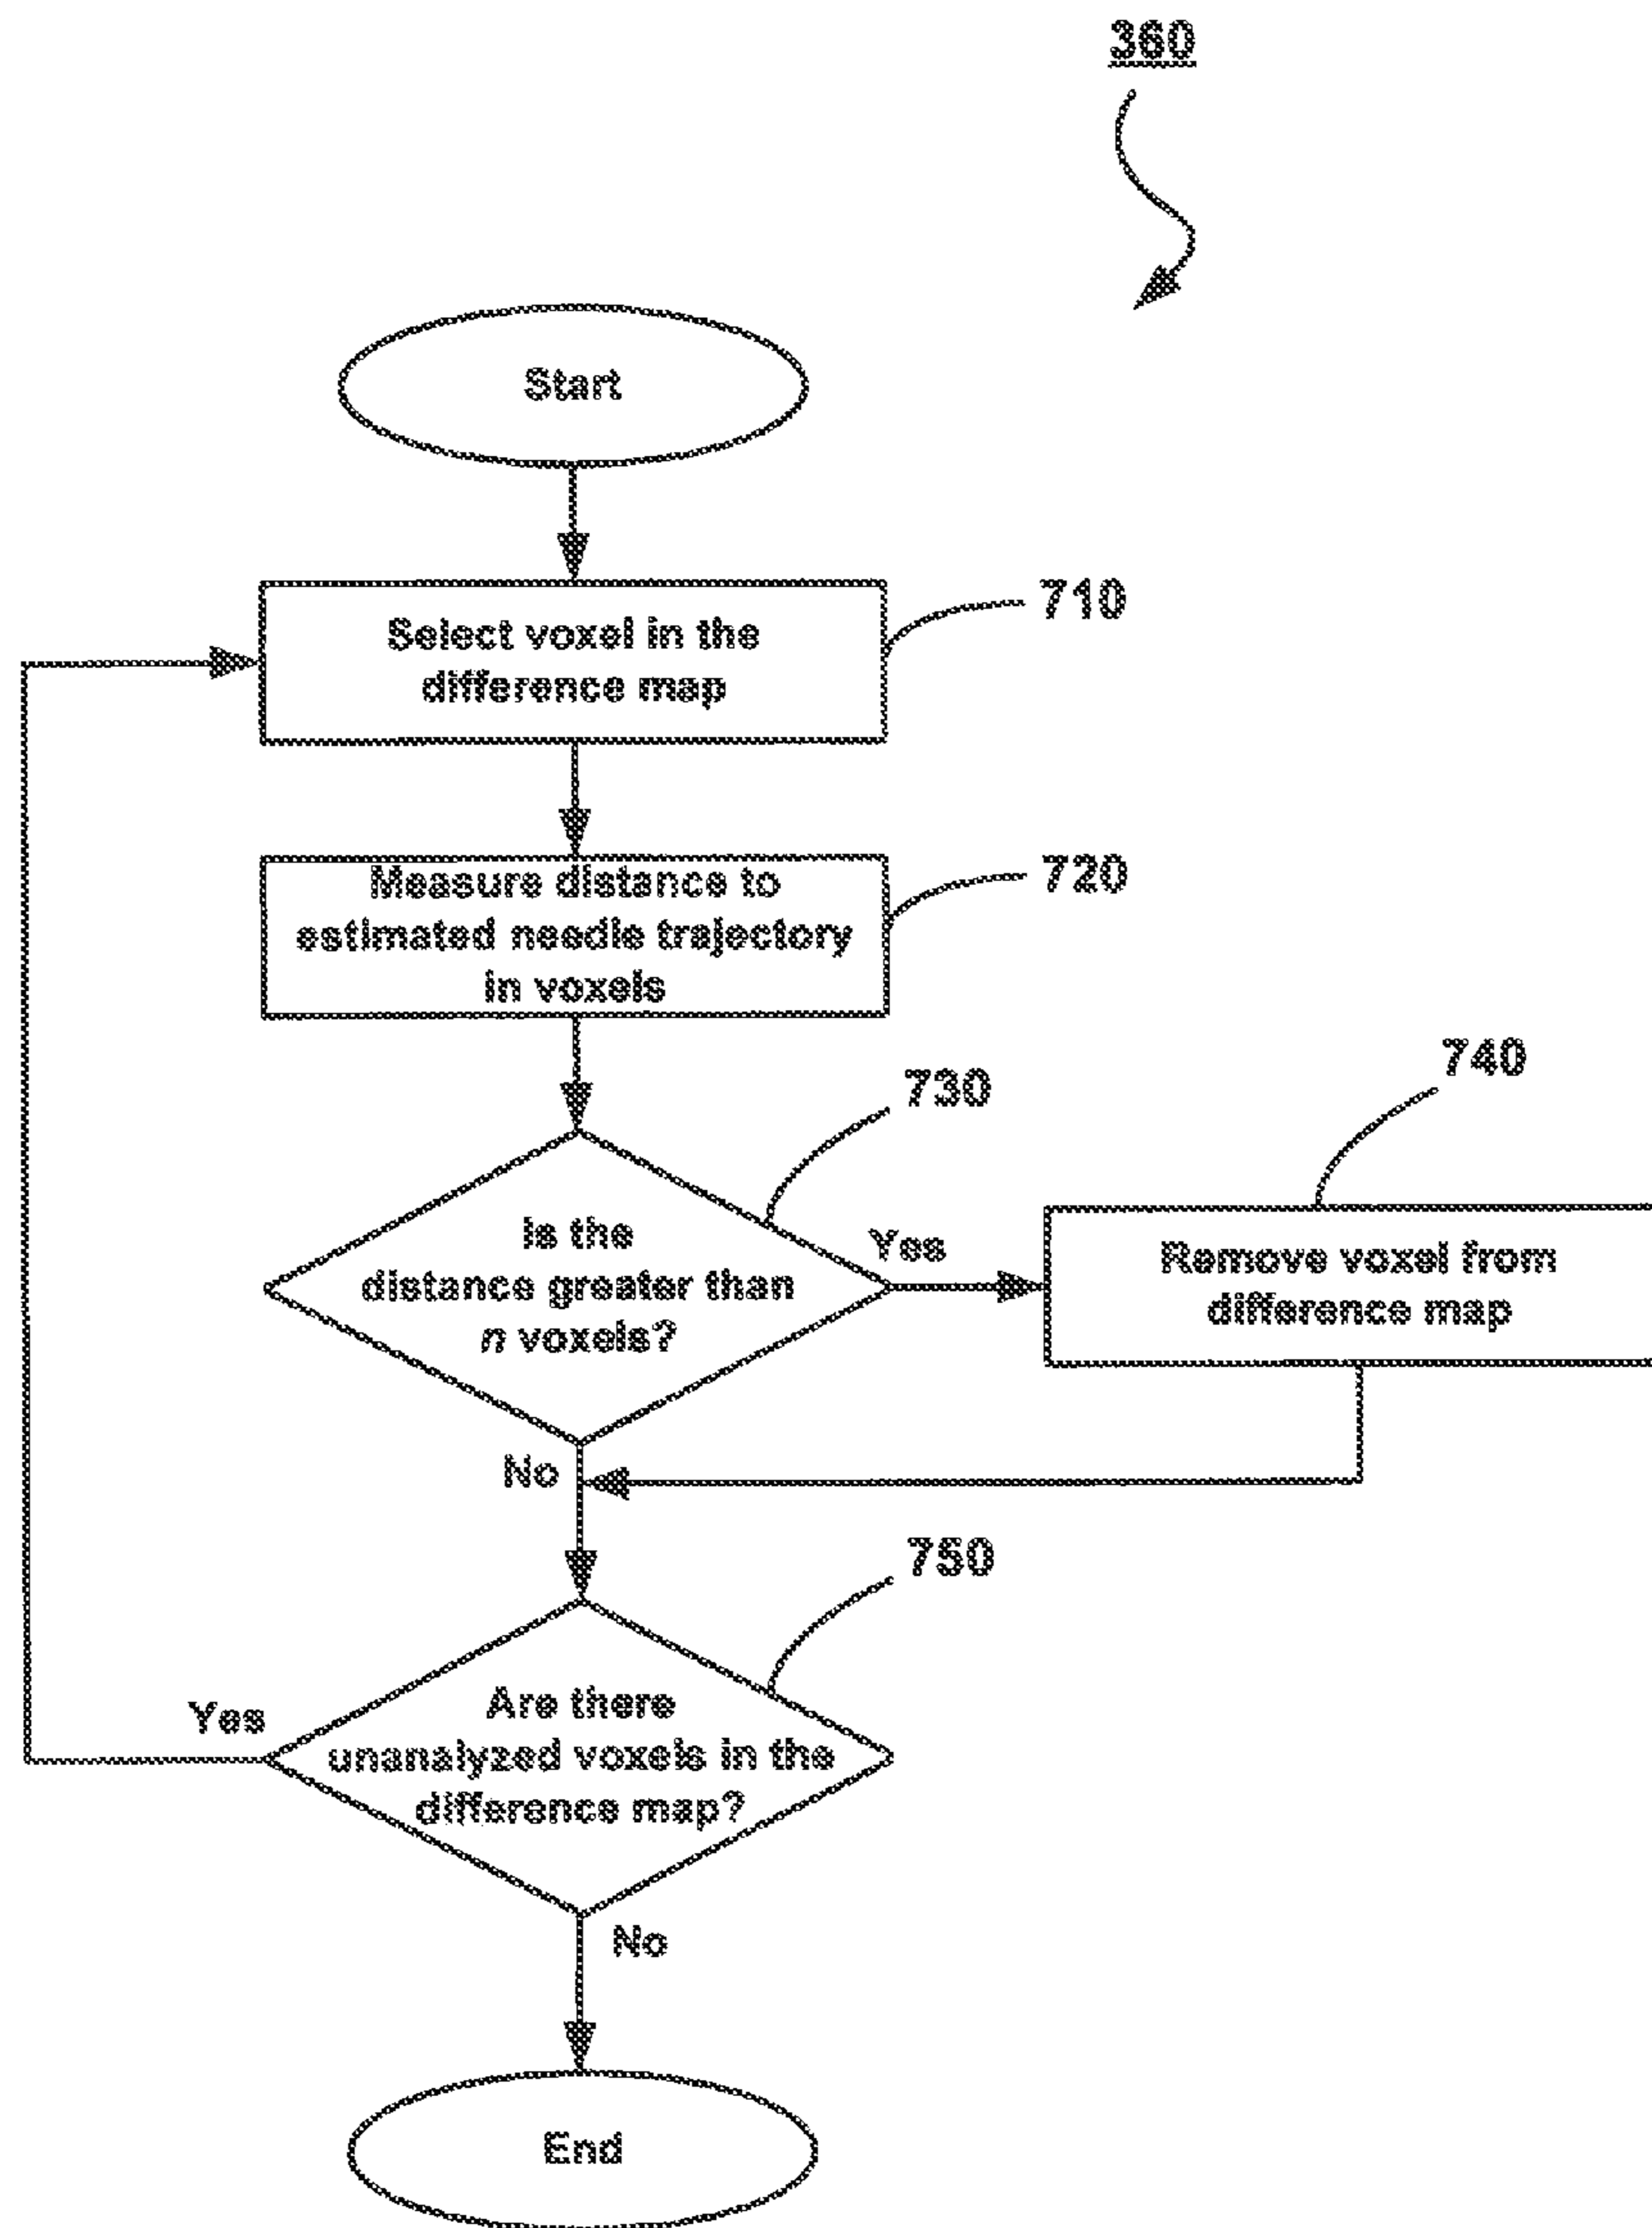 360
Start
Select voxel in the
difference map
710
Measure distance to
estimated needle trajectory
in voxels
720
Is the
distance greater than
n voxels?
730
Yes
740
Remove voxel from
difference map
No
750
Are there
unanalyzed voxels in the
difference map?
Yes
No
End